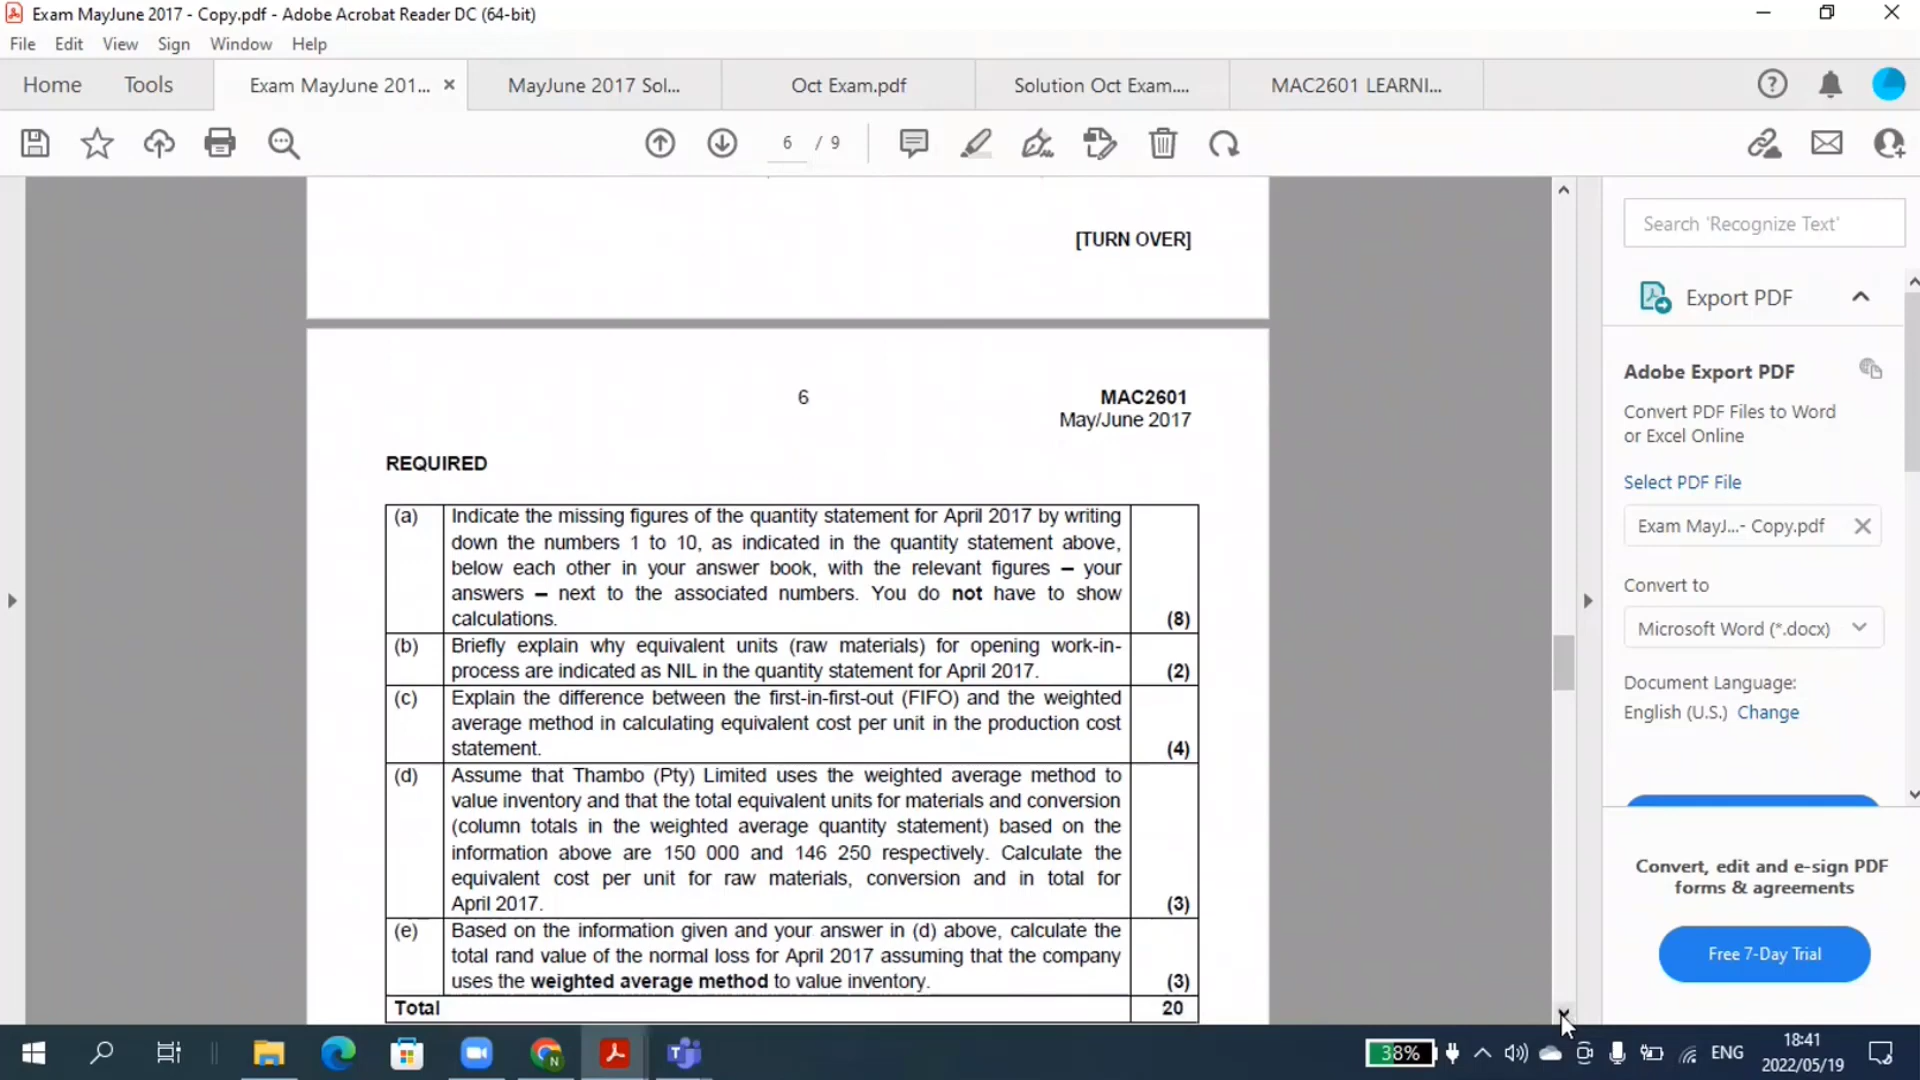 Exam MayJune 2017 - Copy.pdf - Adobe Acrobat Reader DC (64-bit)
File Edit View Sign Window Help
Home Tools Exam MayJune 201... × MayJune 2017 Sol... Oct Exam.pdf Solution Oct Exam.... MAC2601 LEARNI...
6 / 9
[TURN OVER]
6 MAC2601
May/June 2017
REQUIRED
(a) Indicate the missing figures of the quantity statement for April 2017 by writing
down the numbers 1 to 10, as indicated in the quantity statement above,
below each other in your answer book, with the relevant figures – your
answers – next to the associated numbers. You do not have to show
calculations. (8)
(b) Briefly explain why equivalent units (raw materials) for opening work-in-
process are indicated as NIL in the quantity statement for April 2017. (2)
(c) Explain the difference between the first-in-first-out (FIFO) and the weighted
average method in calculating equivalent cost per unit in the production cost
statement. (4)
(d) Assume that Thambo (Pty) Limited uses the weighted average method to
value inventory and that the total equivalent units for materials and conversion
(column totals in the weighted average quantity statement) based on the
information above are 150 000 and 146 250 respectively. Calculate the
equivalent cost per unit for raw materials, conversion and in total for
April 2017. (3)
(e) Based on the information given and your answer in (d) above, calculate the
total rand value of the normal loss for April 2017 assuming that the company
uses the weighted average method to value inventory. (3)
Total 20
Search 'Recognize Text'
Export PDF
Adobe Export PDF
Convert PDF Files to Word
or Excel Online
Select PDF File
Exam MayJ...- Copy.pdf
Convert to
Microsoft Word (*.docx)
Document Language:
English (U.S.) Change
Convert, edit and e-sign PDF
forms & agreements
Free 7-Day Trial
38% ENG 18:41
2022/05/19